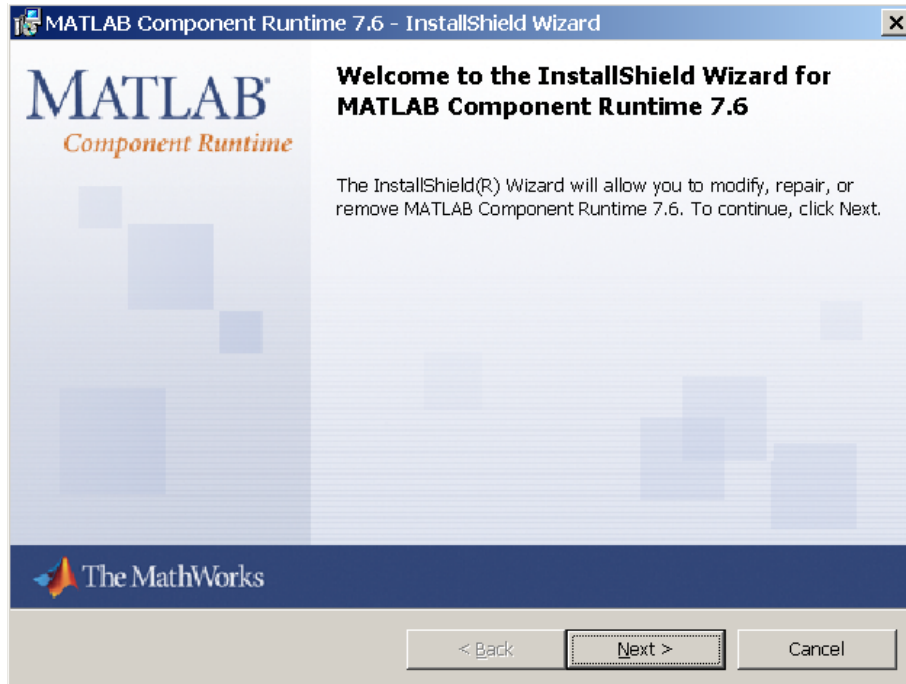 MATLAB Component Runtime 7.6 - InstallShield Wizard
MATLAB®
Component Runtime
Welcome to the InstallShield Wizard for
MATLAB Component Runtime 7.6
The InstallShield(R) Wizard will allow you to modify, repair, or
remove MATLAB Component Runtime 7.6. To continue, click Next.
The MathWorks
< Back
Next >
Cancel